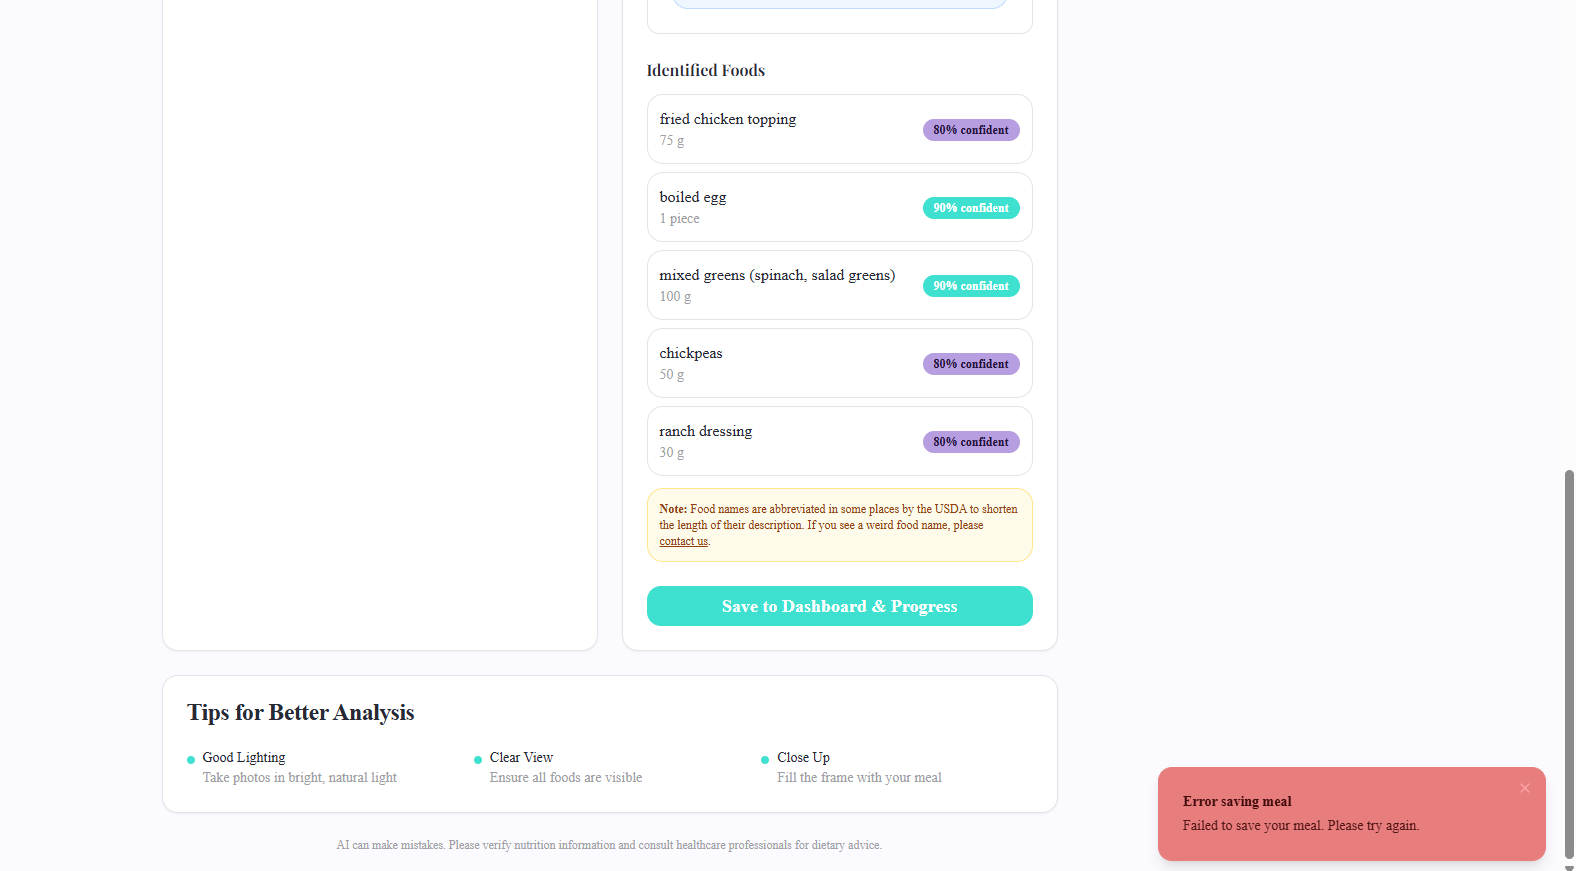 Identified Foods
fried chicken topping
75 g
80% confident
boiled egg
1 piece
90% confident
mixed greens (spinach, salad greens)
100 g
90% confident
chickpeas
50 g
80% confident
ranch dressing
30 g
80% confident
Note: Food names are abbreviated in some places by the USDA to shorten
the length of their description. If you see a weird food name, please
contact us.
Save to Dashboard & Progress
Tips for Better Analysis
Good Lighting
Take photos in bright, natural light
Clear View
Ensure all foods are visible
Close Up
Fill the frame with your meal
AI can make mistakes. Please verify nutrition information and consult healthcare professionals for dietary advice.
Error saving meal
Failed to save your meal. Please try again.